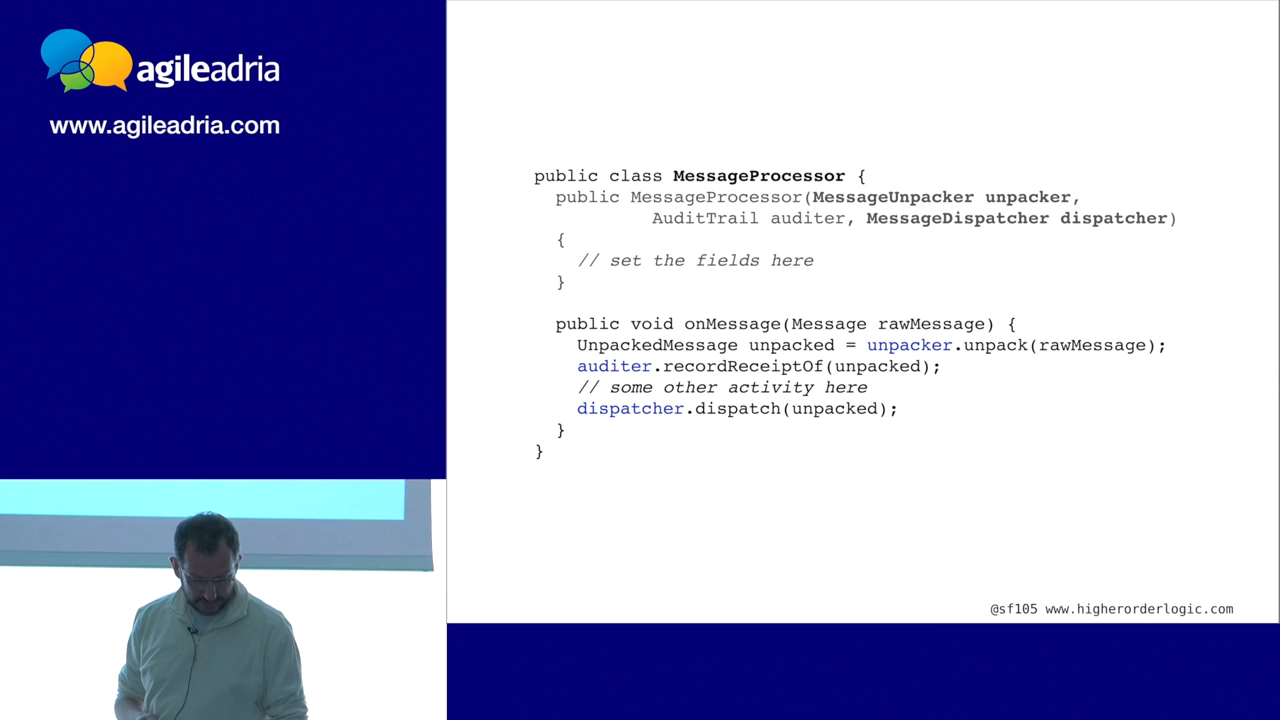 agileadria
www.agileadria.com
public class MessageProcessor {
public MessageProcessor(MessageUnpacker unpacker,
AuditTrail auditer, MessageDispatcher dispatcher)
{
// set the fields here
}
public void onMessage(Message rawMessage) {
UnpackedMessage unpacked = unpacker.unpack(rawMessage);
auditer.recordReceiptOf(unpacked);
// some other activity here
dispatcher.dispatch(unpacked);
}
}
@sf105 www.higherorderlogic.com